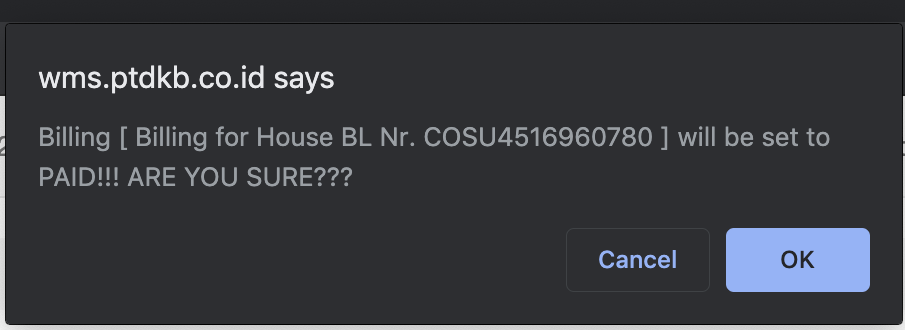 wms.ptdkb.co.id says
Billing [ Billing for House BL Nr. COSU4516960780 ] will be set to
PAID!!! ARE YOU SURE???
Cancel
OK